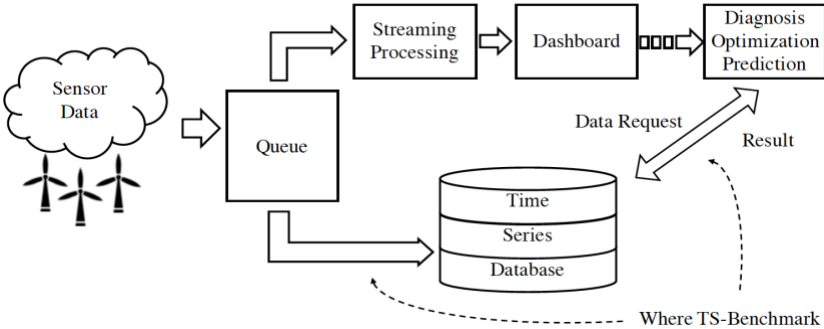 Sensor
Data
Queue
Streaming
Processing
Dashboard
Diagnosis
Optimization
Prediction
Data Request
Result
Time
Series
Database
Where TS-Benchmark